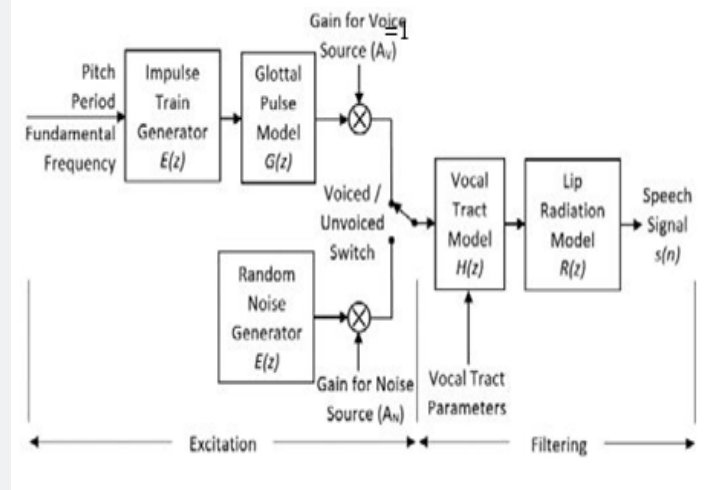 Gain for Voice
=1
Source (Av)
Pitch
Period
Fundamental
Frequency
Impulse
Train
Generator
E(z)
Glottal
Pulse
Model
G(z)
Voiced /
Unvoiced
Switch
Random
Noise
Generator
E(z)
Gain for Noise
Source (AN)
Vocal
Tract
Model
H(z)
Lip
Radiation
Model
R(z)
Speech
Signal
s(n)
Vocal Tract
Parameters
Excitation
Filtering